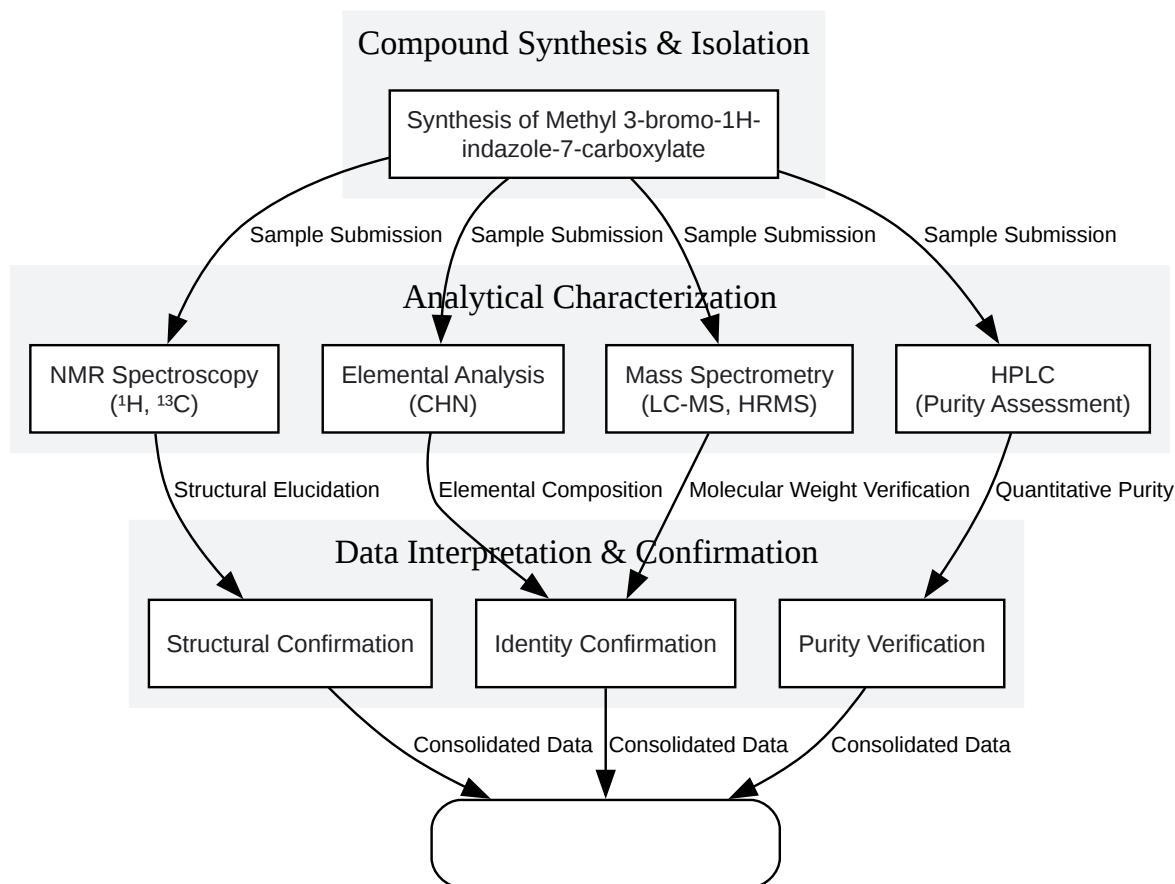 Compound Synthesis & Isolation
Synthesis of Methyl 3-bromo-1H-
indazole-7-carboxylate
Sample Submission
Sample Submission
Sample Submission
Sample Submission
Analytical Characterization
NMR Spectroscopy
(¹H, ¹³C)
Elemental Analysis
(CHN)
Mass Spectrometry
(LC-MS, HRMS)
HPLC
(Purity Assessment)
Structural Elucidation
Elemental Composition
Molecular Weight Verification
Quantitative Purity
Data Interpretation & Confirmation
Structural Confirmation
Identity Confirmation
Purity Verification
Consolidated Data
Consolidated Data
Consolidated Data